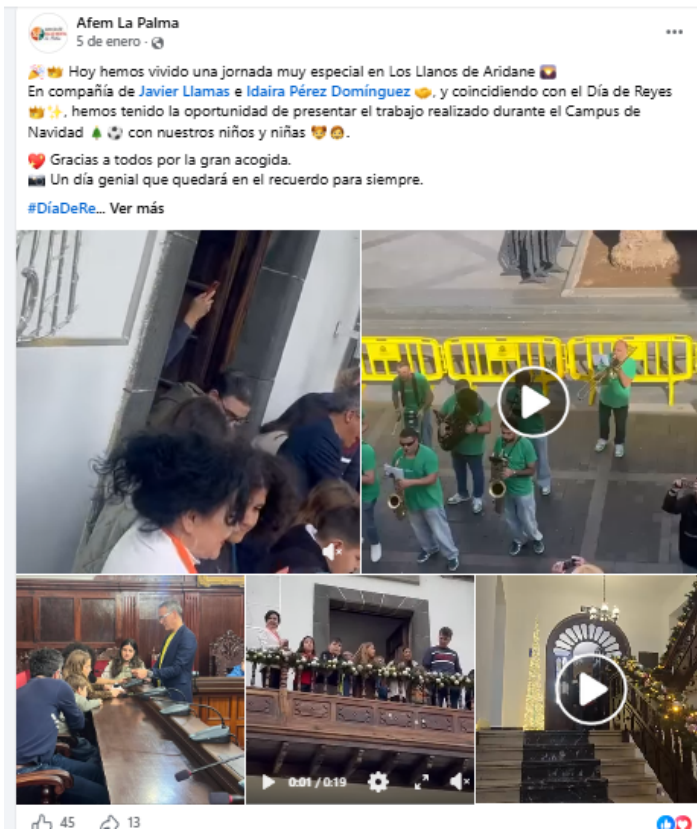 Afem La Palma
5 de enero ·
🎉👑 Hoy hemos vivido una jornada muy especial en Los Llanos de Aridane 🌄
En compañía de Javier Llamas e Idaira Pérez Domínguez 🤝, y coincidiendo con el Día de Reyes
👑✨, hemos tenido la oportunidad de presentar el trabajo realizado durante el Campus de
Navidad 🎄⚽ con nuestros niños y niñas 👧🧒.
💖 Gracias a todos por la gran acogida.
📸 Un día genial que quedará en el recuerdo para siempre.
#DíaDeRe... Ver más
0:01 / 0:19
45 13